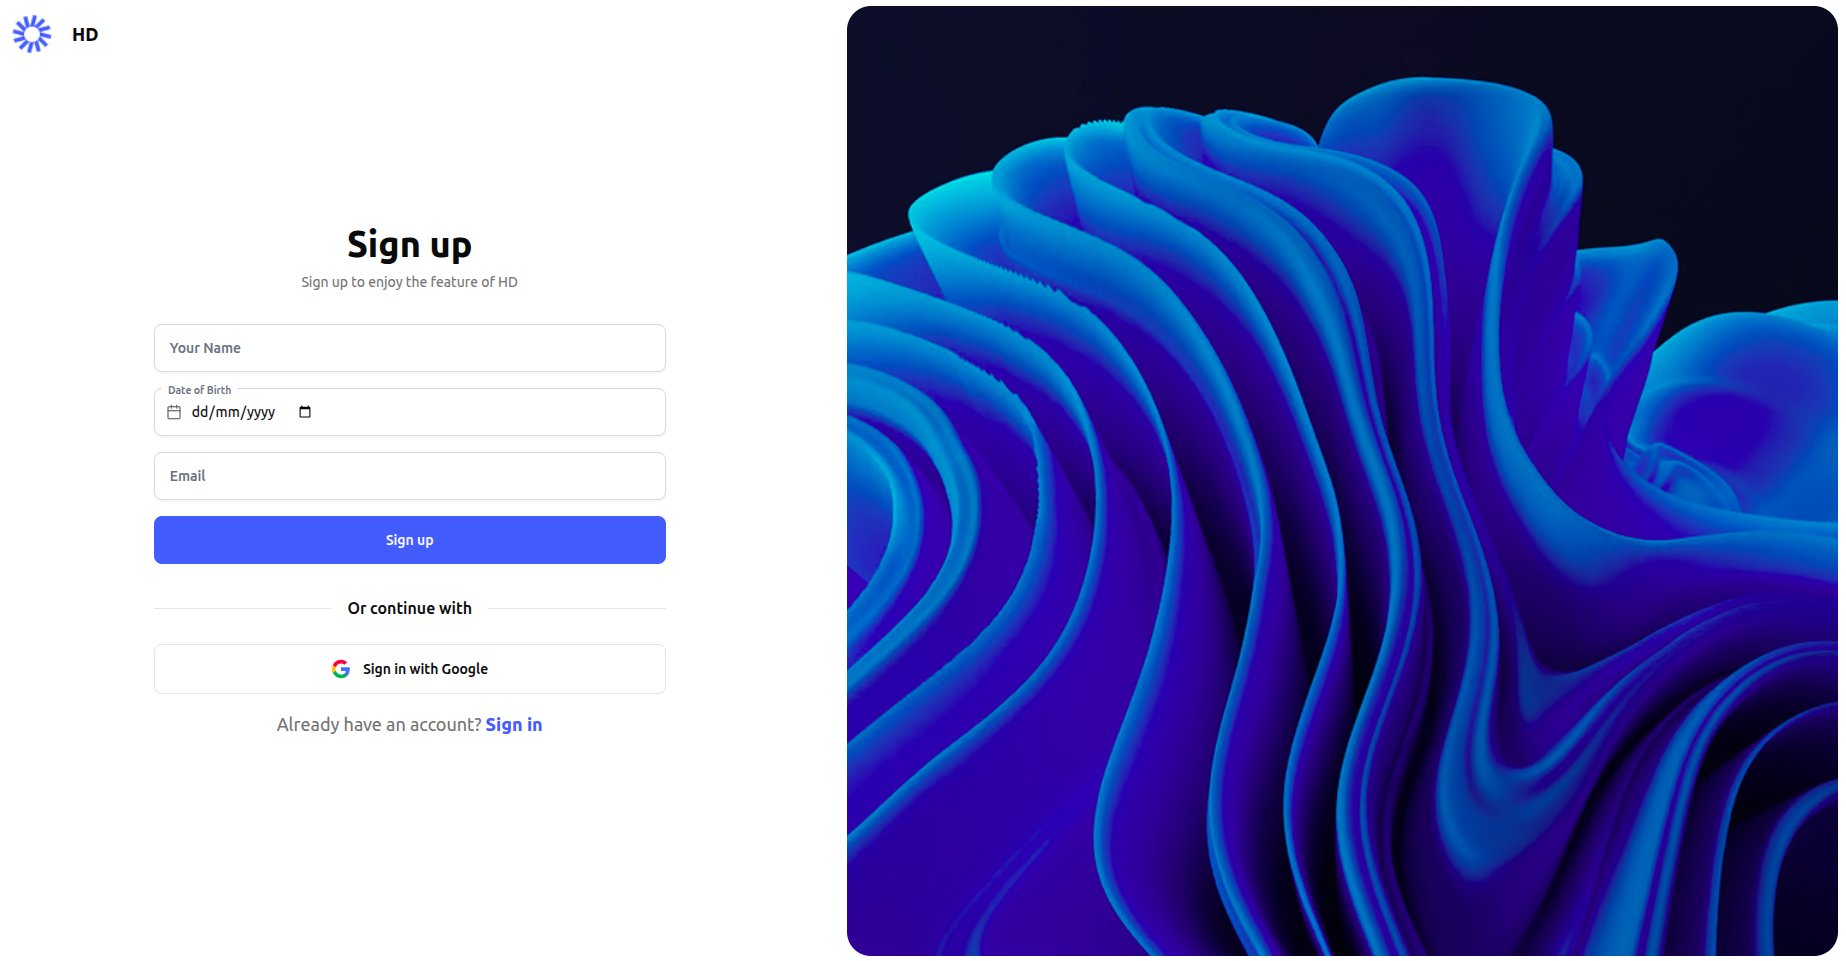 HD
Sign up
Sign up to enjoy the feature of HD
Your Name
Date of Birth
dd/mm/yyyy
Email
Sign up
Or continue with
Sign in with Google
Already have an account? Sign in